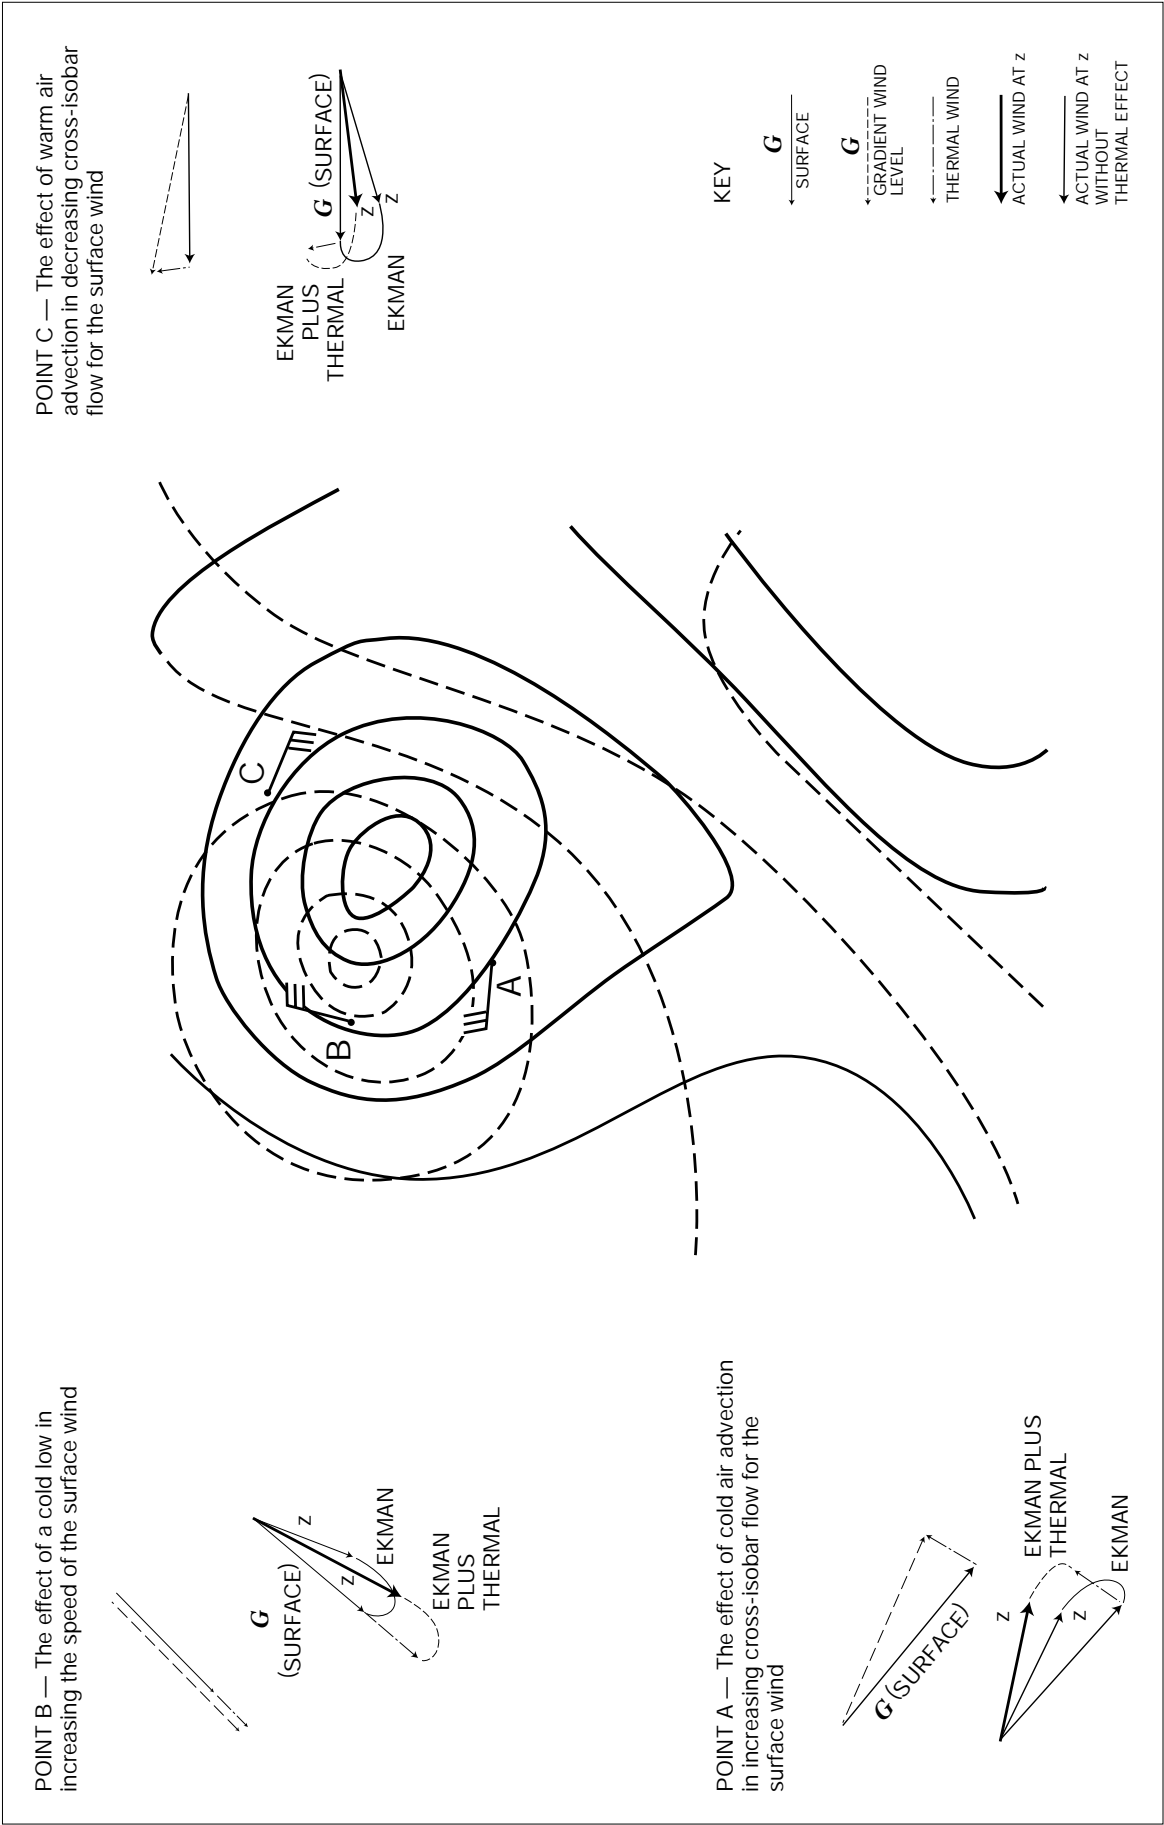 POINT B — The effect of a cold low in
increasing the speed of the surface wind
G
(SURFACE)
z
z
EKMAN
EKMAN
PLUS
THERMAL
POINT C — The effect of warm air
advection in decreasing cross-isobar
flow for the surface wind
G (SURFACE)
z
z
EKMAN
PLUS
THERMAL
EKMAN
C
B
A
POINT A — The effect of cold air advection
in increasing cross-isobar flow for the
surface wind
G (SURFACE)
z
z
EKMAN PLUS
THERMAL
EKMAN
KEY
G
SURFACE
G
GRADIENT WIND
LEVEL
THERMAL WIND
ACTUAL WIND AT z
ACTUAL WIND AT z
WITHOUT
THERMAL EFFECT